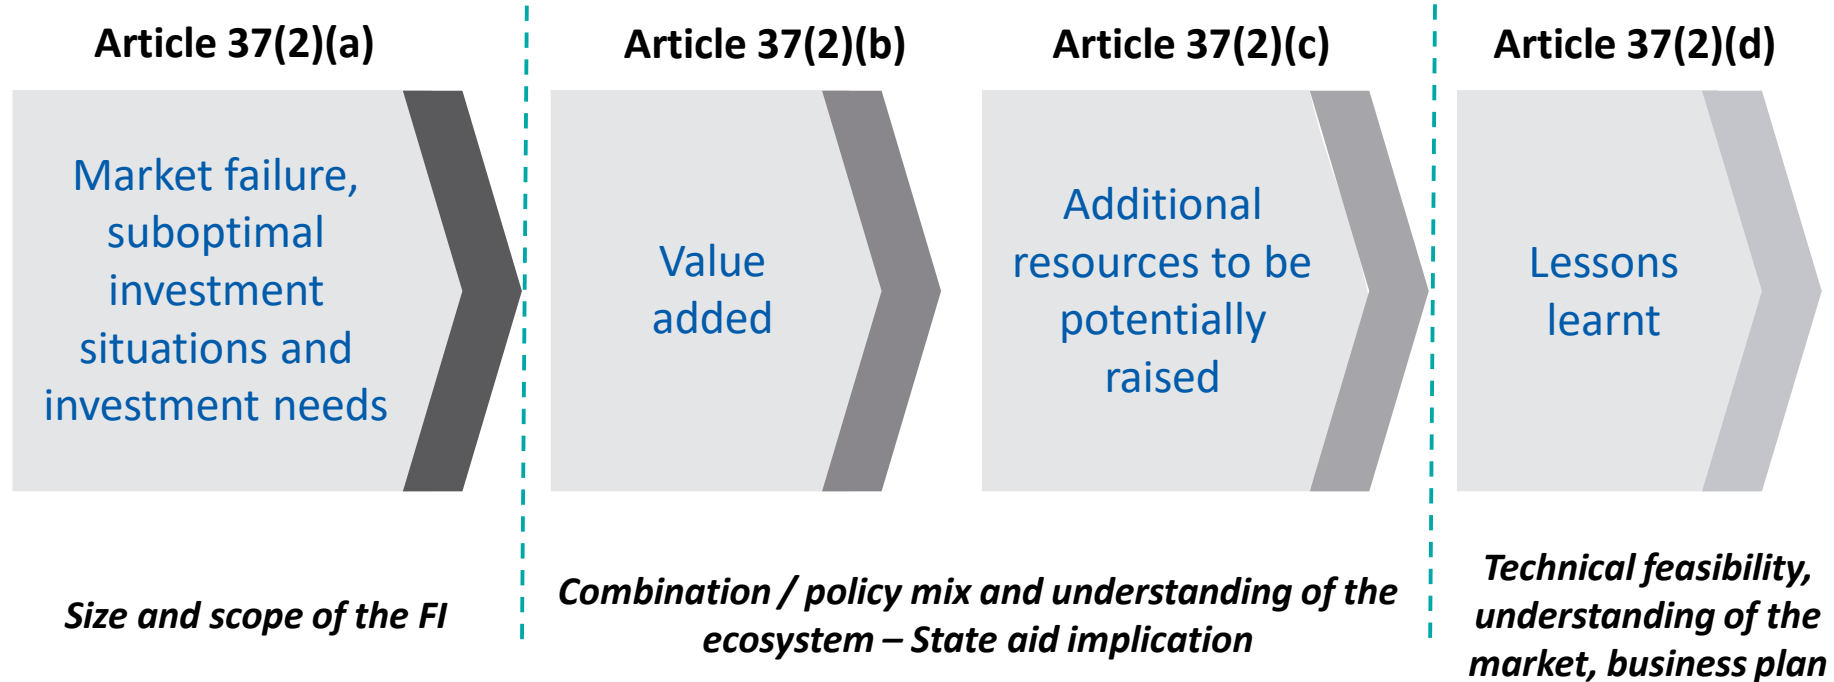 Article 37(2)(a)
Market failure,
suboptimal
investment
situations and
investment needs
Size and scope of the FI
Article 37(2)(b)
Value
added
Article 37(2)(c)
Additional
resources to be
potentially
raised
Combination / policy mix and understanding of the
ecosystem – State aid implication
Article 37(2)(d)
Lessons
learnt
Technical feasibility,
understanding of the
market, business plan